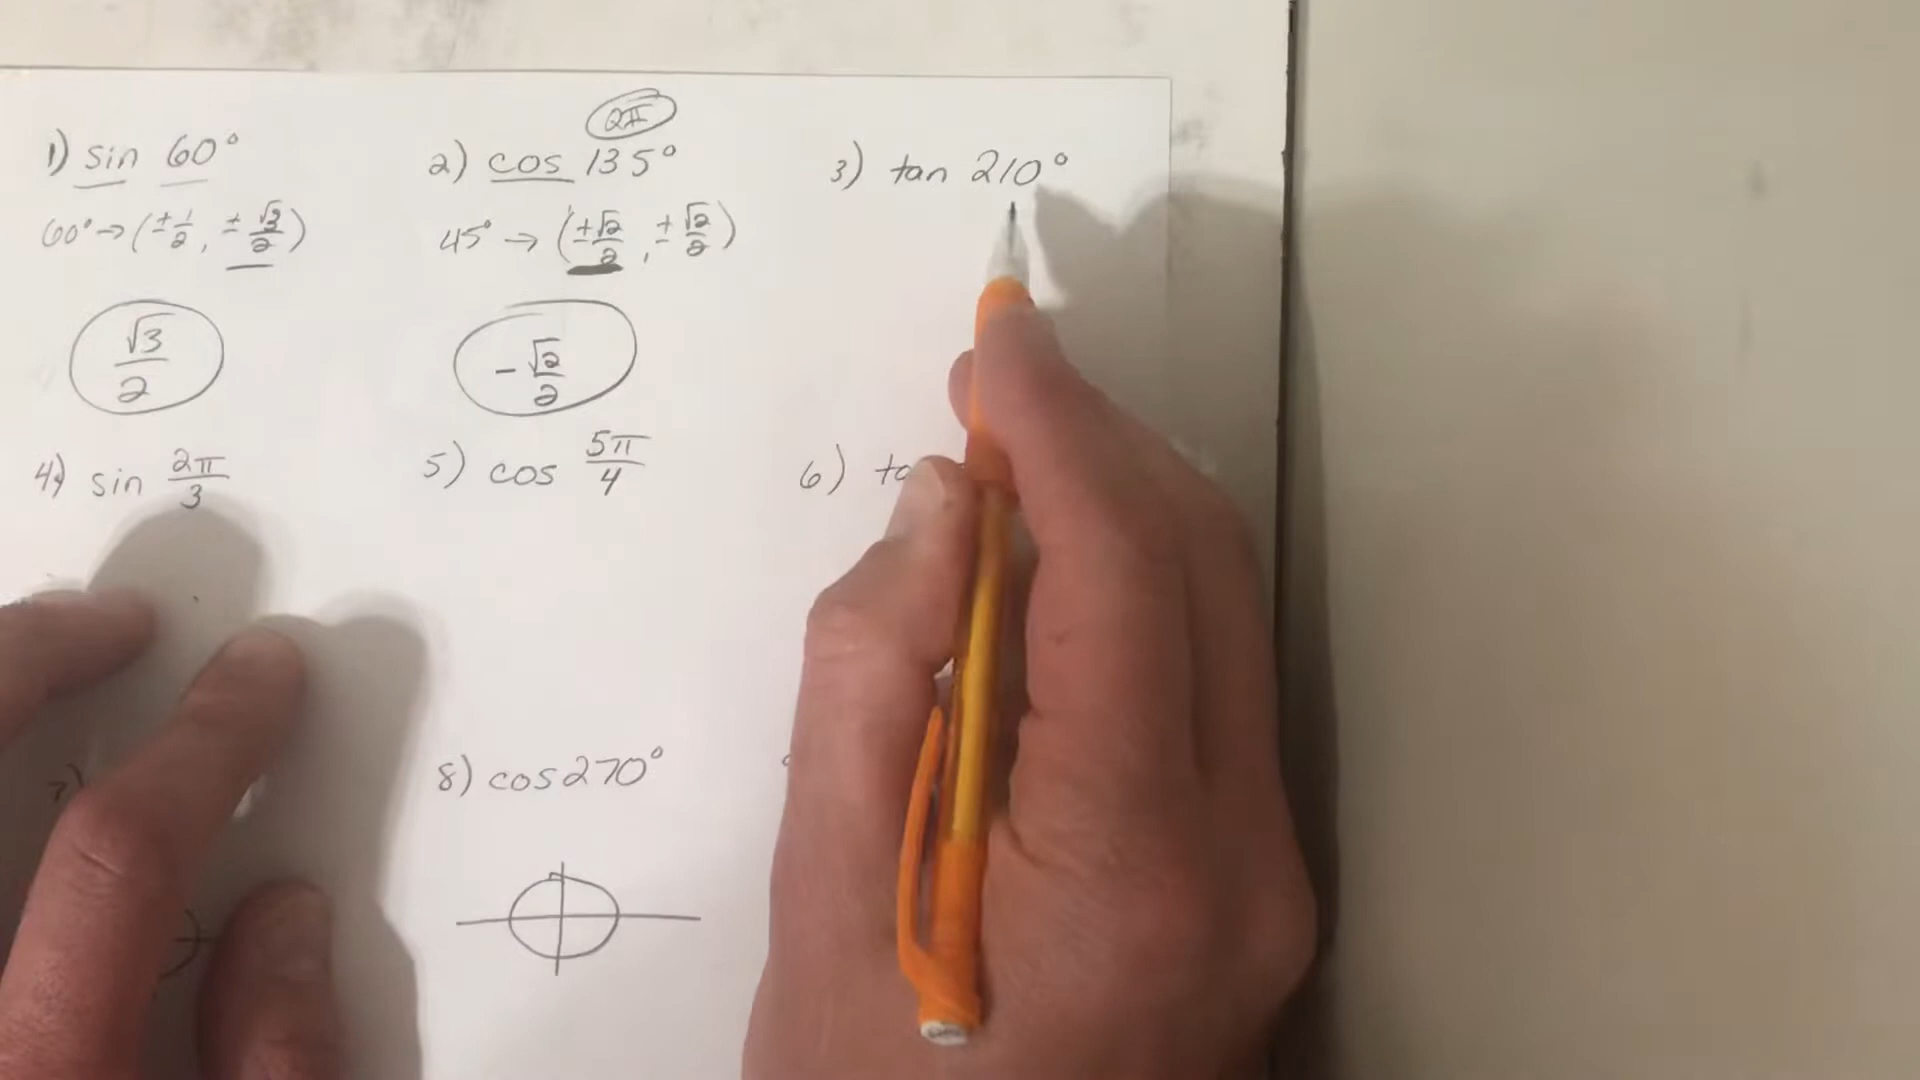 1) sin 60°
60° → (± 1/2, ± √3/2)
√3/2
QII
2) cos 135°
45° → (±√2/2, ± √2/2)
-√2/2
3) tan 210°
4) sin 2π/3
5) cos 5π/4
6)
7)
8) cos 270°